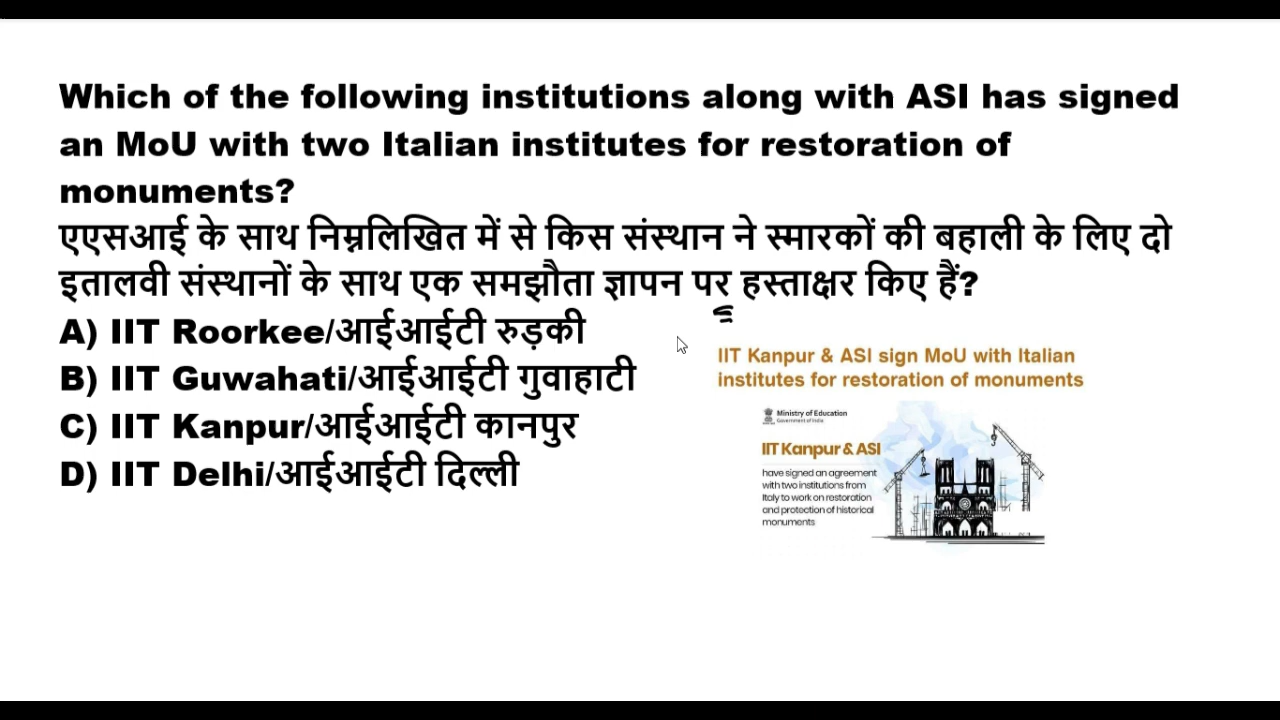 Which of the following institutions along with ASI has signed
an MoU with two Italian institutes for restoration of
monuments?
एएसआई के साथ निम्नलिखित में से किस संस्थान ने स्मारकों की बहाली के लिए दो
इतालवी संस्थानों के साथ एक समझौता ज्ञापन पर हस्ताक्षर किए हैं?
A) IIT Roorkee/आईआईटी रुड़की
B) IIT Guwahati/आईआईटी गुवाहाटी
C) IIT Kanpur/आईआईटी कानपुर
D) IIT Delhi/आईआईटी दिल्ली
IIT Kanpur & ASI sign MoU with Italian
institutes for restoration of monuments
Ministry of Education
Government of India
IIT Kanpur & ASI
have signed an agreement
with two institutions from
Italy to work on restoration
and protection of historical
monuments